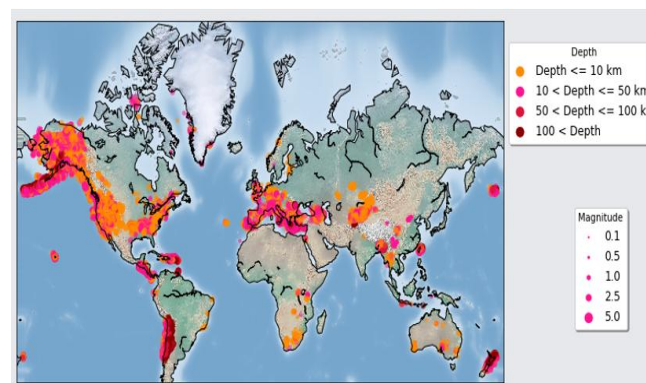 Depth
Depth <= 10 km
10 < Depth <= 50 km
50 < Depth <= 100 k
100 < Depth
Magnitude
0.1
0.5
1.0
2.5
5.0